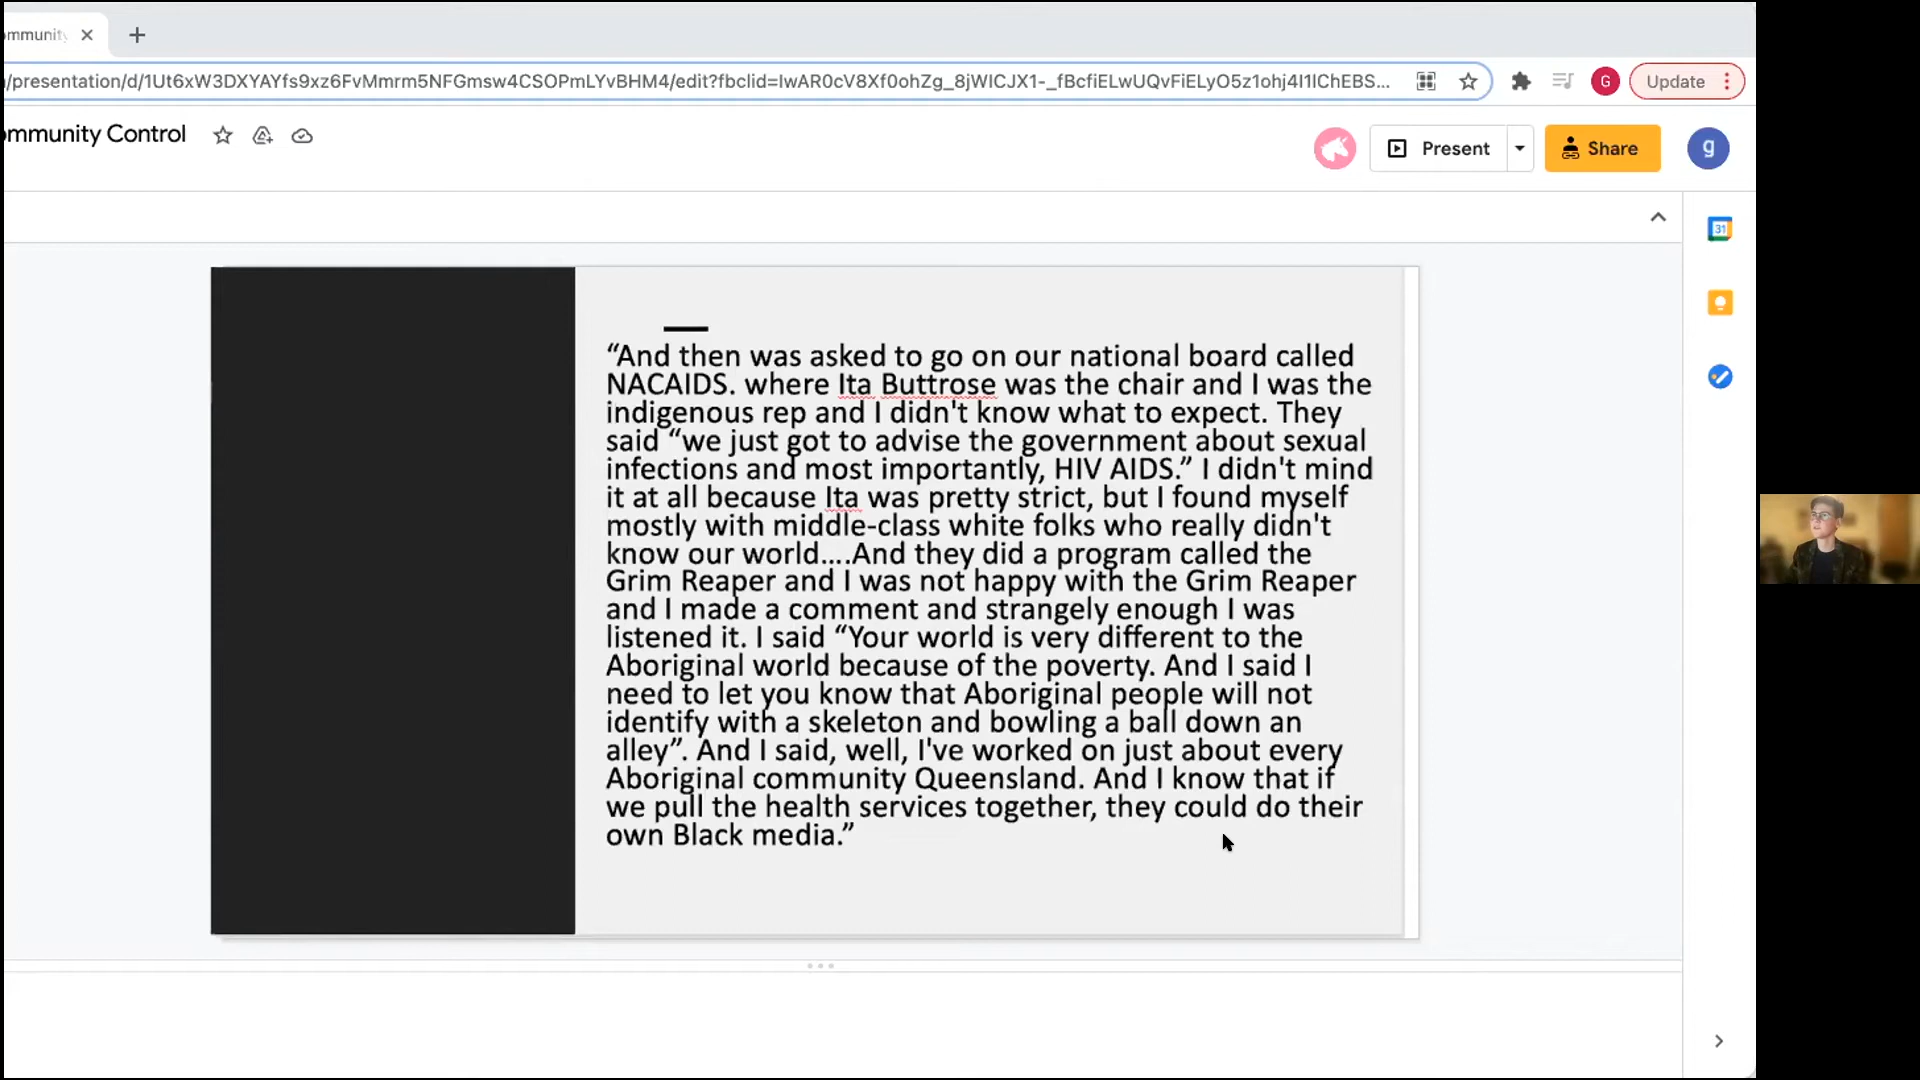 ommunity
/presentation/d/1Ut6xW3DXYAYfs9xz6FvMmrm5NFGmsw4CSOPmLYvBHM4/edit?fbclid=IwAR0cV8Xf0ohZg_8jWICJX1-_fBcfiELwUQvFiELyO5z1ohj4I1IChEBS...
G
Update
ommunity Control
Present
Share
g
31
“And then was asked to go on our national board called
NACAIDS. where Ita Buttrose was the chair and I was the
indigenous rep and I didn't know what to expect. They
said “we just got to advise the government about sexual
infections and most importantly, HIV AIDS.” I didn't mind
it at all because Ita was pretty strict, but I found myself
mostly with middle-class white folks who really didn't
know our world....And they did a program called the
Grim Reaper and I was not happy with the Grim Reaper
and I made a comment and strangely enough I was
listened it. I said “Your world is very different to the
Aboriginal world because of the poverty. And I said I
need to let you know that Aboriginal people will not
identify with a skeleton and bowling a ball down an
alley”. And I said, well, I've worked on just about every
Aboriginal community Queensland. And I know that if
we pull the health services together, they could do their
own Black media.”